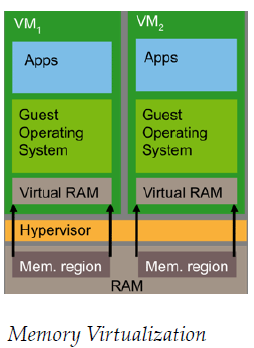 VM1
VM2
Apps
Apps
Guest
Operating
System
Guest
Operating
System
Virtual RAM
Virtual RAM
Hypervisor
Mem. region
Mem. region
RAM
Memory Virtualization